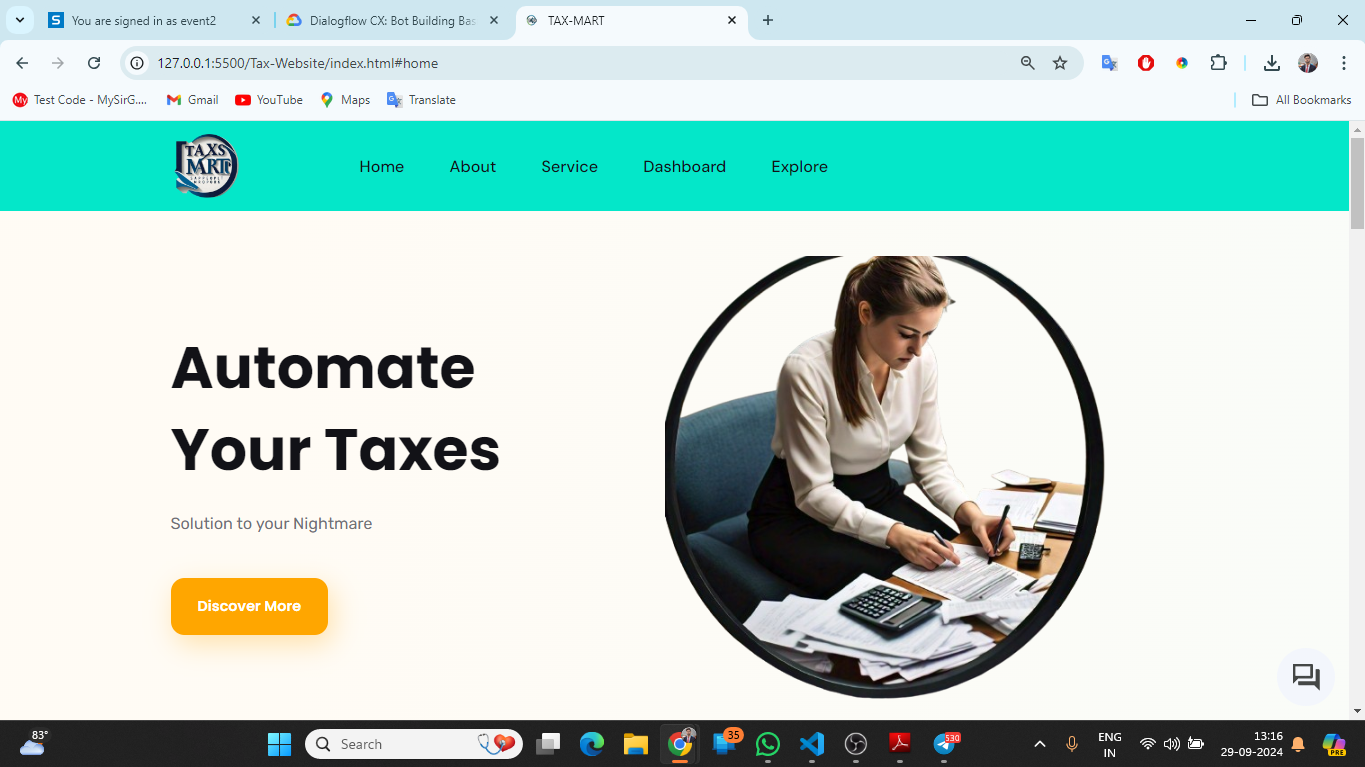 You are signed in as event2
Dialogflow CX: Bot Building Bas
TAX-MART
127.0.0.1:5500/Tax-Website/index.html#home
My Test Code - MySirG....
Gmail
YouTube
Maps
Translate
All Bookmarks
TAXS
MART
Home
About
Service
Dashboard
Explore
Automate
Your Taxes
Solution to your Nightmare
Discover More
83°
Search
35
530
ENG
IN
13:16
29-09-2024
PRE